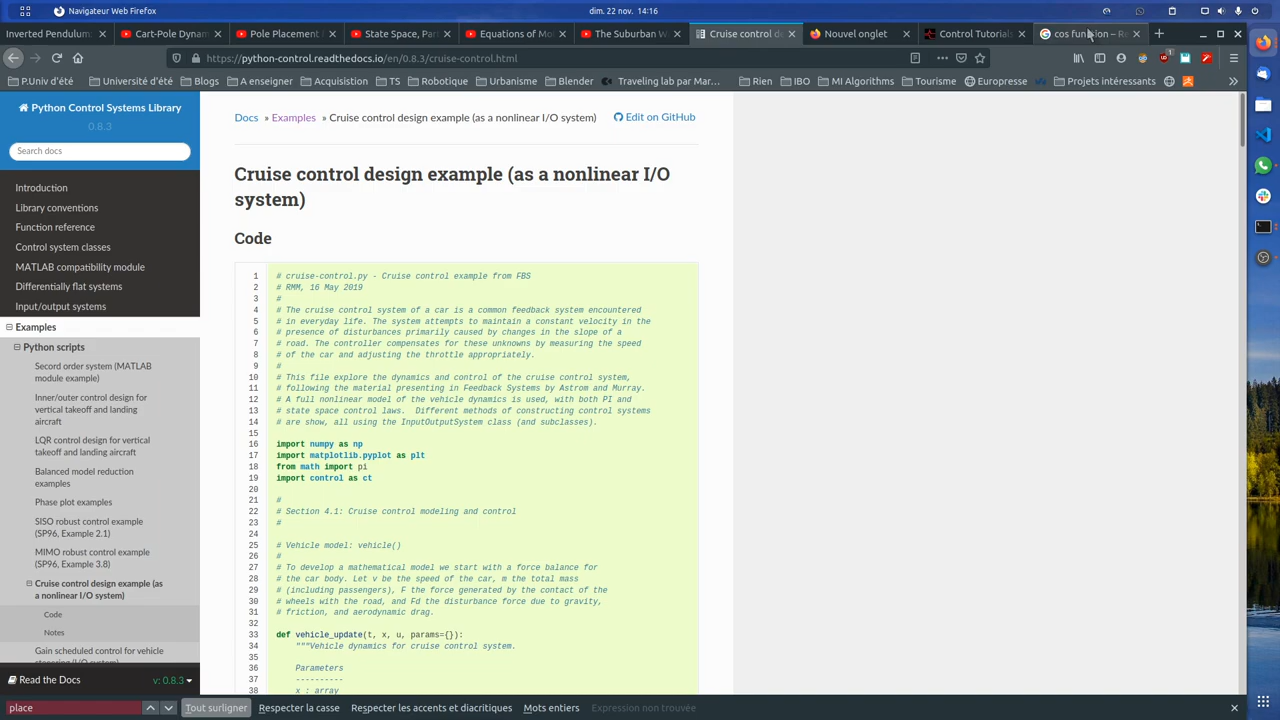 Navigateur Web Firefox
dim. 22 nov. 14:16
Inverted Pendulum:
Cart-Pole Dynam
Pole Placement
State Space, Par
Equations of Mo
The Suburban W
Cruise control de
Nouvel onglet
Control Tutorials
cos function – Re
https://python-control.readthedocs.io/en/0.8.3/cruise-control.html
P.Univ d'été
Université d'été
Blogs
A enseigner
Acquisistion
TS
Robotique
Urbanisme
Blender
Traveling lab par Mar…
Rien
IBO
MI Algorithms
Tourisme
Europresse
Projets intéressants
Python Control Systems Library
0.8.3
Search docs
Introduction
Library conventions
Function reference
Control system classes
MATLAB compatibility module
Differentially flat systems
Input/output systems
Examples
Python scripts
Secord order system (MATLAB
module example)
Inner/outer control design for
vertical takeoff and landing
aircraft
LQR control design for vertical
takeoff and landing aircraft
Balanced model reduction
examples
Phase plot examples
SISO robust control example
(SP96, Example 2.1)
MIMO robust control example
(SP96, Example 3.8)
Cruise control design example (as
a nonlinear I/O system)
Code
Notes
Gain scheduled control for vehicle
steering (I/O system)
Read the Docs
v: 0.8.3
Docs » Examples » Cruise control design example (as a nonlinear I/O system)
Edit on GitHub
Cruise control design example (as a nonlinear I/O
system)
Code
1 # cruise-control.py - Cruise control example from FBS
2 # RMM, 16 May 2019
3 #
4 # The cruise control system of a car is a common feedback system encountered
5 # in everyday life. The system attempts to maintain a constant velocity in the
6 # presence of disturbances primarily caused by changes in the slope of a
7 # road. The controller compensates for these unknowns by measuring the speed
8 # of the car and adjusting the throttle appropriately.
9 #
10 # This file explore the dynamics and control of the cruise control system,
11 # following the material presenting in Feedback Systems by Astrom and Murray.
12 # A full nonlinear model of the vehicle dynamics is used, with both PI and
13 # state space control laws. Different methods of constructing control systems
14 # are show, all using the InputOutputSystem class (and subclasses).
15
16 import numpy as np
17 import matplotlib.pyplot as plt
18 from math import pi
19 import control as ct
20
21 #
22 # Section 4.1: Cruise control modeling and control
23 #
24
25 # Vehicle model: vehicle()
26 #
27 # To develop a mathematical model we start with a force balance for
28 # the car body. Let v be the speed of the car, m the total mass
29 # (including passengers), F the force generated by the contact of the
30 # wheels with the road, and Fd the disturbance force due to gravity,
31 # friction, and aerodynamic drag.
32
33 def vehicle_update(t, x, u, params={}):
34 """Vehicle dynamics for cruise control system.
35
36 Parameters
37 ----------
38 x : array
place
Tout surligner
Respecter la casse
Respecter les accents et diacritiques
Mots entiers
Expression non trouvée